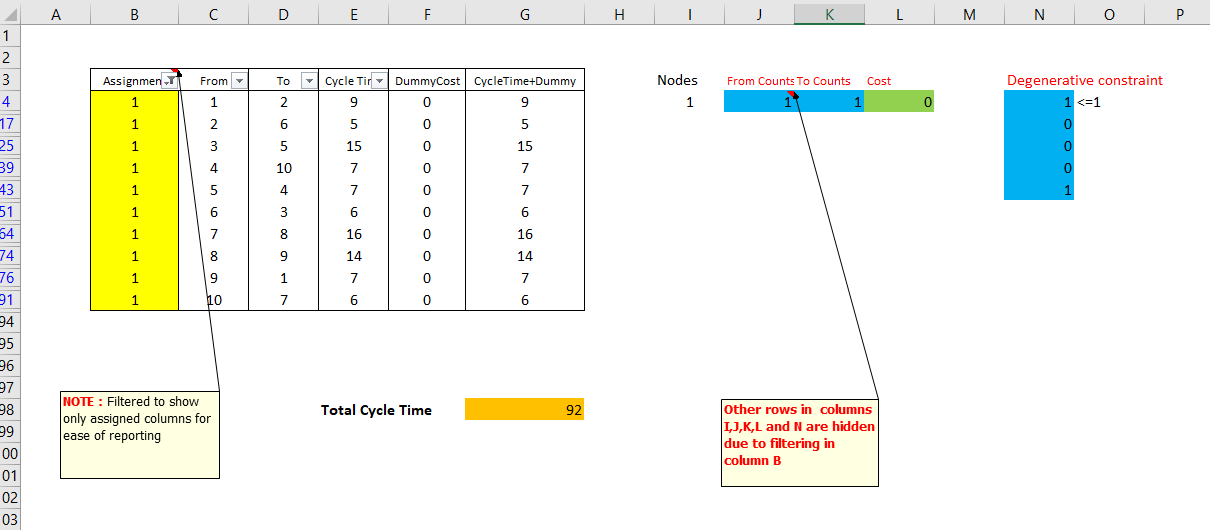 A B C D E F G H I J K L M N O P
1
2
3 Assignmen From To Cycle Tir DummyCost CycleTime+Dummy Nodes From Counts To Counts Cost Degenerative constraint
4 1 1 2 9 0 9 1 1 1 0 1 <=1
17 1 2 6 5 0 5 0
25 1 3 5 15 0 15 0
39 1 4 10 7 0 7 0
43 1 5 4 7 0 7 1
51 1 6 3 6 0 6
64 1 7 8 16 0 16
74 1 8 9 14 0 14
76 1 9 1 7 0 7
91 1 10 7 6 0 6
94
95
96
97
NOTE : Filtered to show
only assigned columns for
ease of reporting
98 Total Cycle Time 92
Other rows in columns
I,J,K,L and N are hidden
due to filtering in
column B
99
00
01
02
03